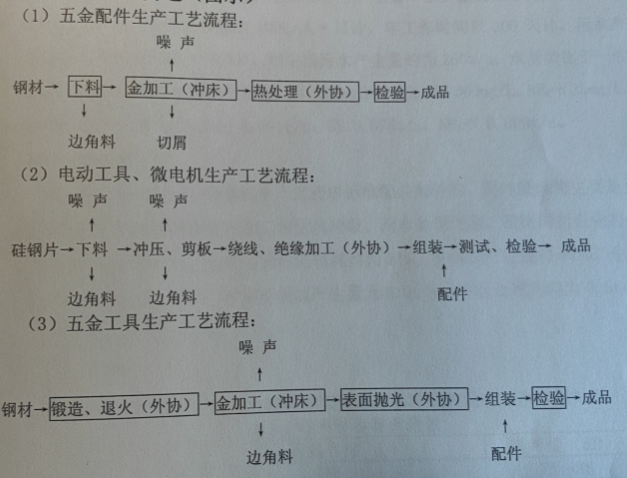 （1）五金配件生产工艺流程：
噪 声
钢材→下料→金加工（冲床）→热处理（外协）→检验→成品
边角料 切屑
（2）电动工具、微电机生产工艺流程：
噪 声 噪 声
硅钢片→下料→冲压、剪板→绕线、绝缘加工（外协）→组装→测试、检验→ 成品
边角料 边角料 配件
（3）五金工具生产工艺流程：
噪 声
钢材→锻造、退火（外协）→金加工（冲床）→表面抛光（外协）→组装→检验→成品
边角料 配件